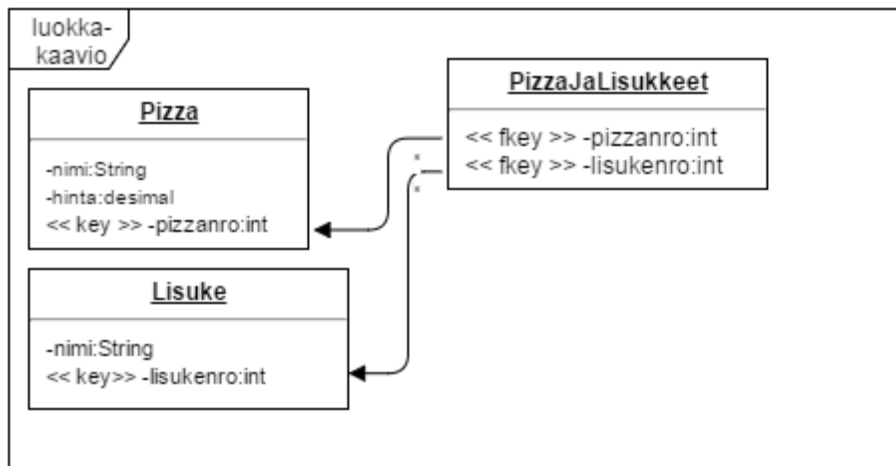 luokka-
kaavio
Pizza
-nimi:String
-hinta:desimal
<< key >> -pizzanro:int
PizzaJaLisukkeet
<< fkey >> -pizzanro:int
<< fkey >> -lisukenro:int
*
*
Lisuke
-nimi:String
<< key>> -lisukenro:int